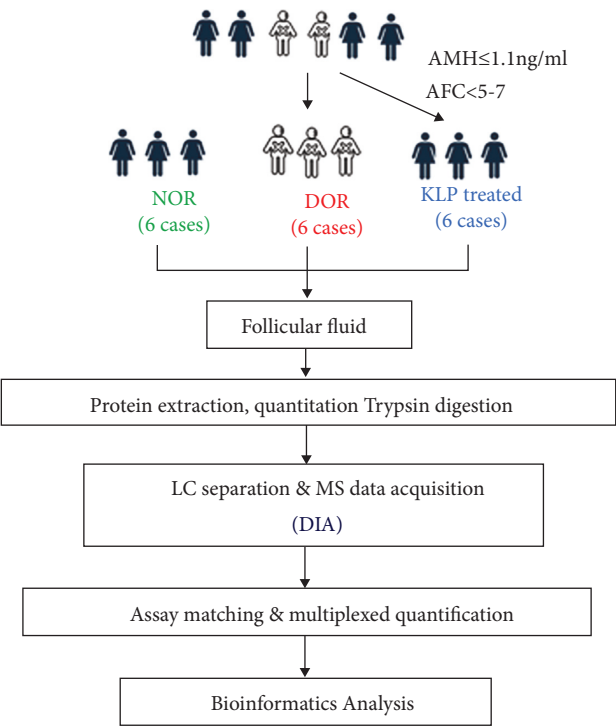 AMH≤1.1ng/ml
AFC<5-7
NOR
(6 cases)
DOR
(6 cases)
KLP treated
(6 cases)
Follicular fluid
Protein extraction, quantitation Trypsin digestion
LC separation & MS data acquisition
(DIA)
Assay matching & multiplexed quantification
Bioinformatics Analysis